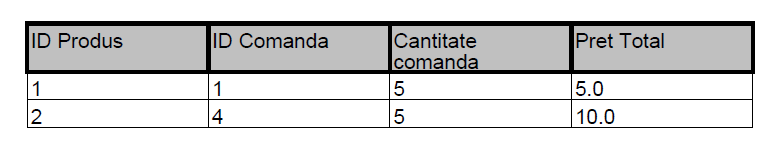 ID Produs ID Comanda Cantitate comanda Pret Total
1 1 5 5.0
2 4 5 10.0